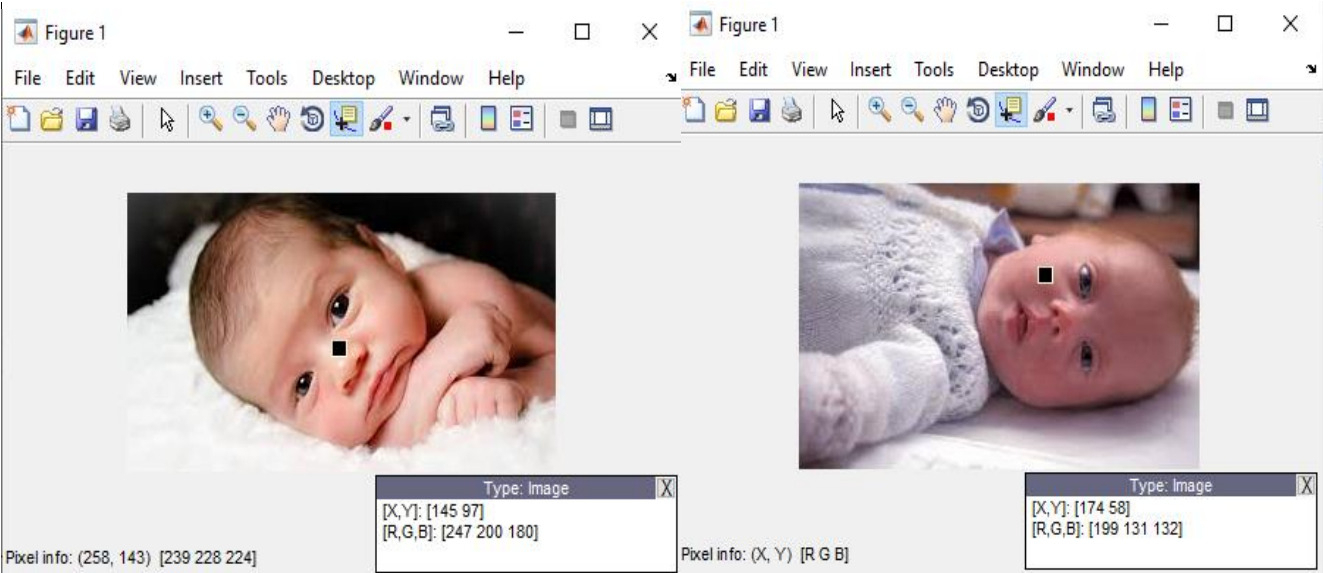 Figure 1
File Edit View Insert Tools Desktop Window Help
Type: Image X
[X,Y]: [145 97]
[R,G,B]: [247 200 180]
Pixel info: (258, 143) [239 228 224]
Figure 1
File Edit View Insert Tools Desktop Window Help
Type: Image X
[X,Y]: [174 58]
[R,G,B]: [199 131 132]
Pixel info: (X, Y) [R G B]